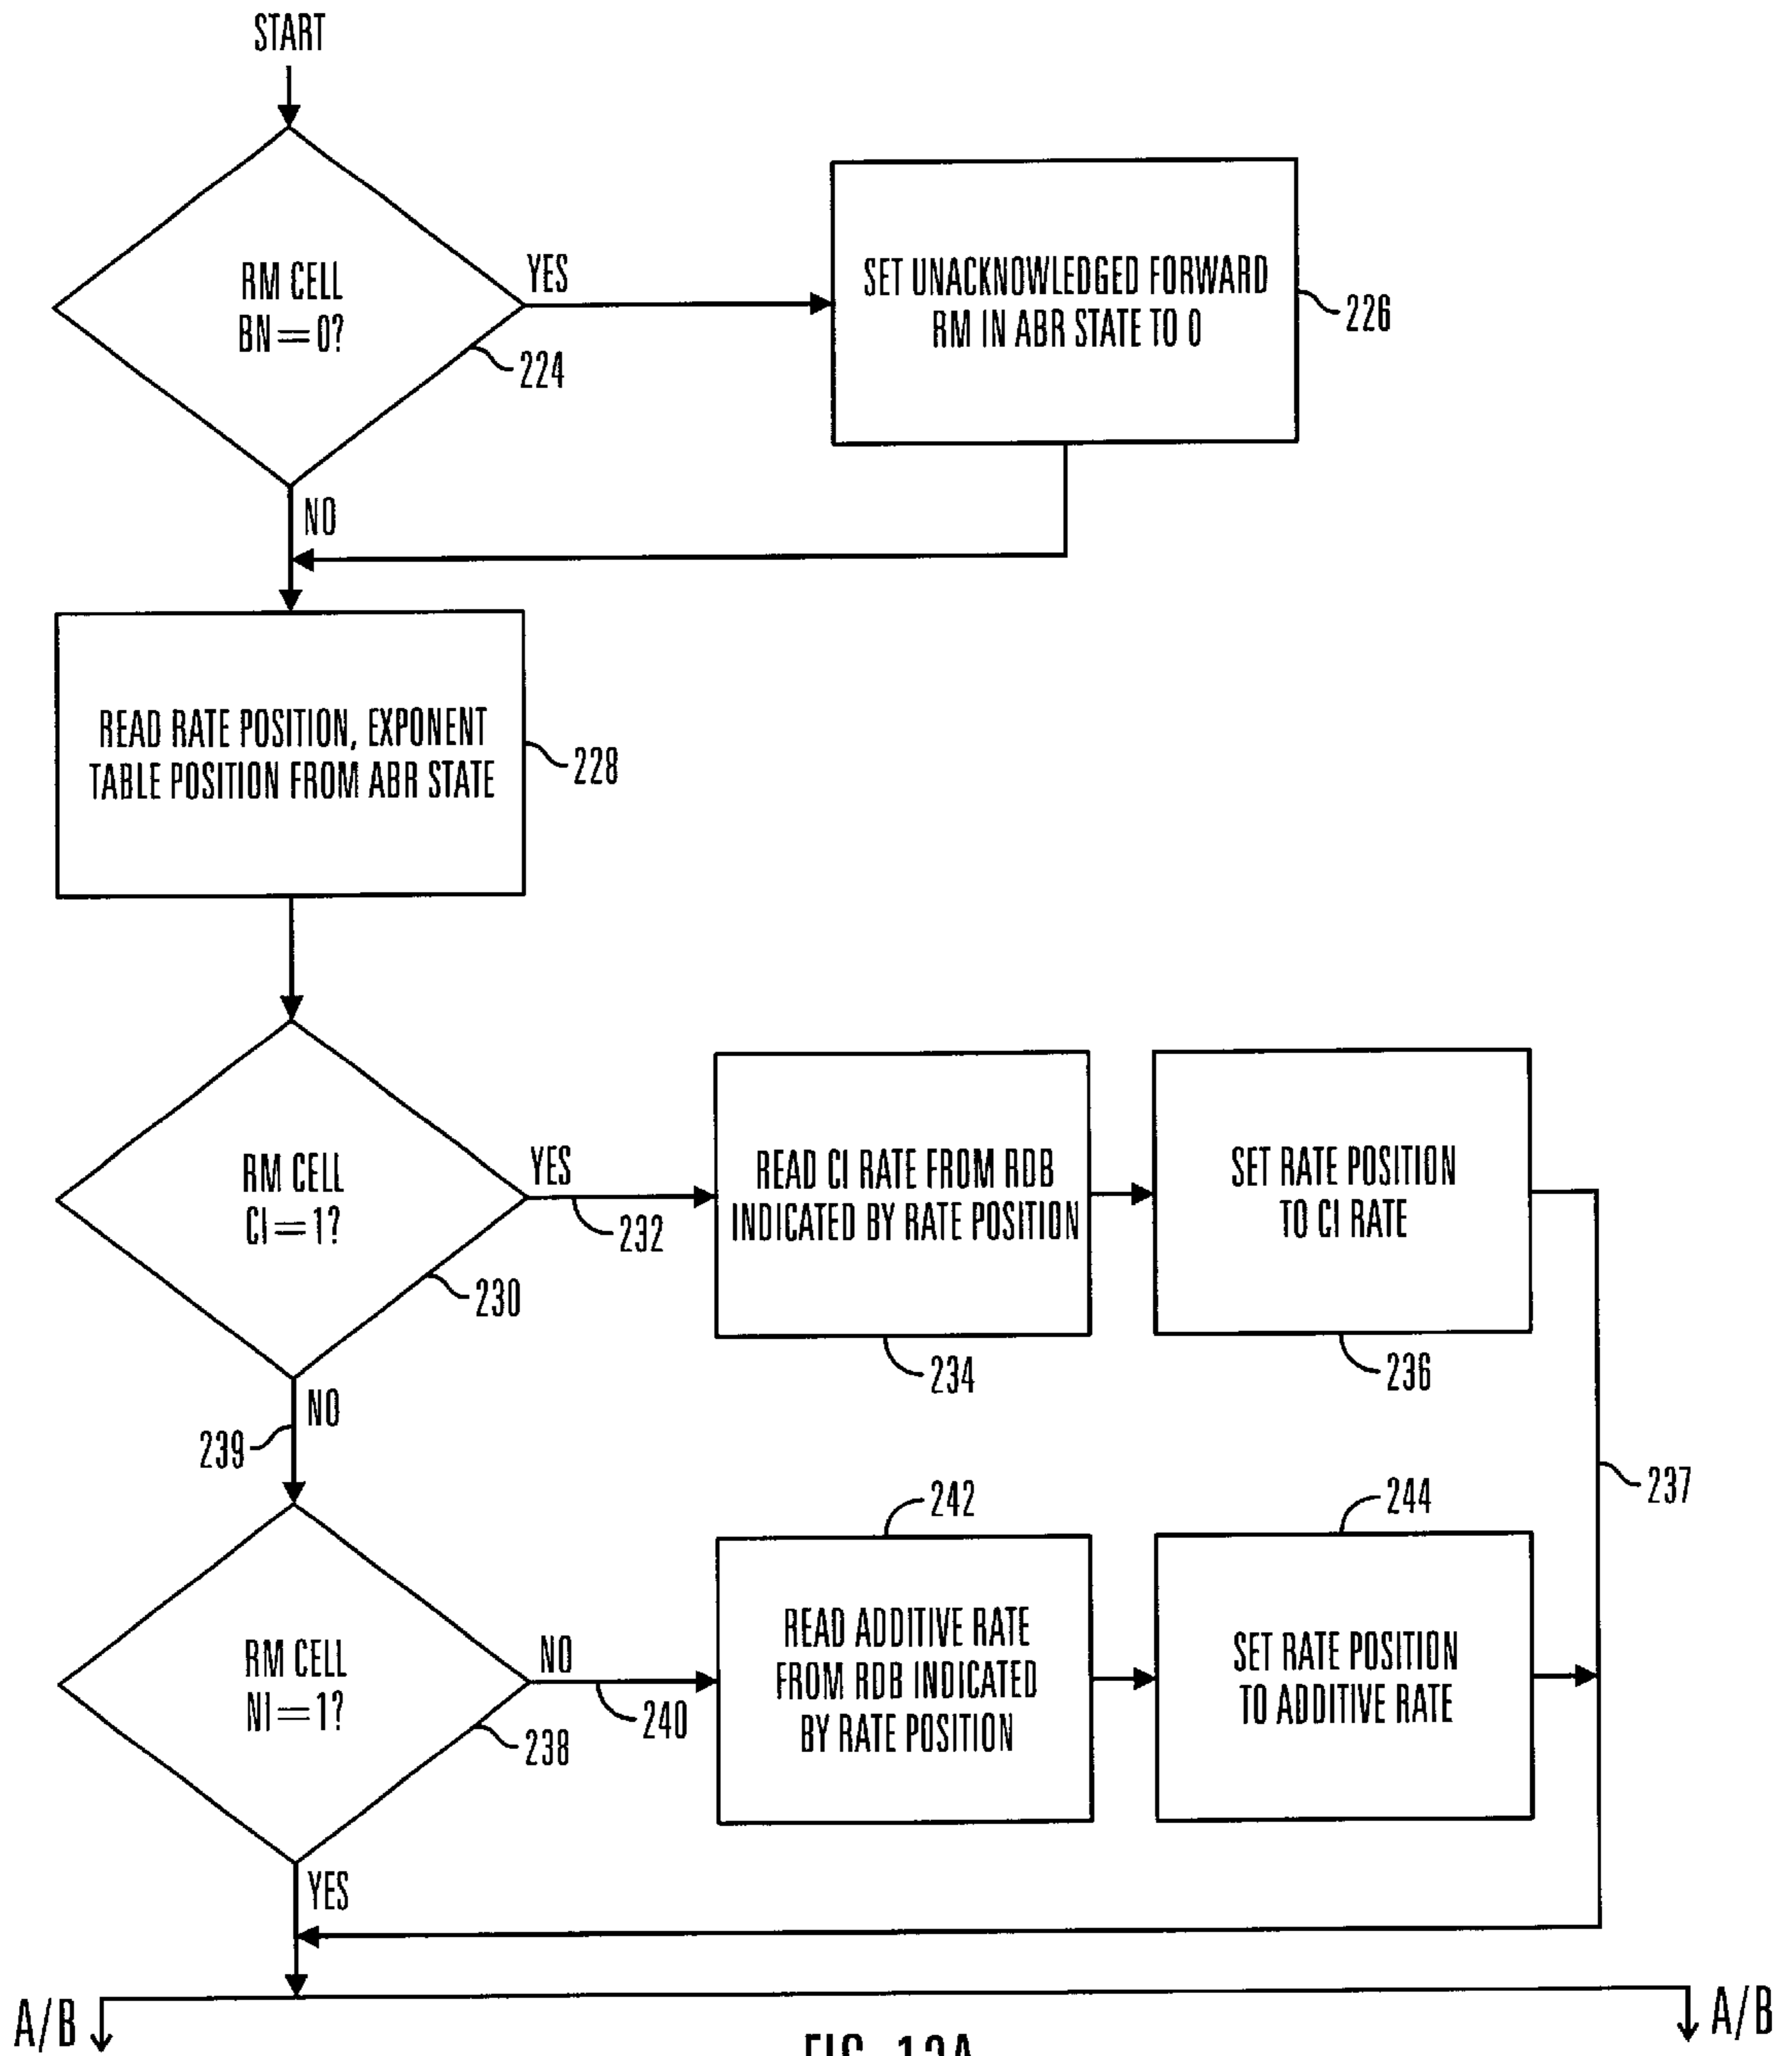 START
RM CELL
BN = 0?
YES
224
NO
SET UNACKNOWLEDGED FORWARD
RM IN ABR STATE TO 0
226
READ RATE POSITION, EXPONENT
TABLE POSITION FROM ABR STATE
228
RM CELL
CI = 1?
YES
232
230
READ CI RATE FROM RDB
INDICATED BY RATE POSITION
234
SET RATE POSITION
TO CI RATE
236
NO
239
237
RM CELL
NI = 1?
NO
240
238
242
READ ADDITIVE RATE
FROM RDB INDICATED
BY RATE POSITION
244
SET RATE POSITION
TO ADDITIVE RATE
YES
A/B
A/B